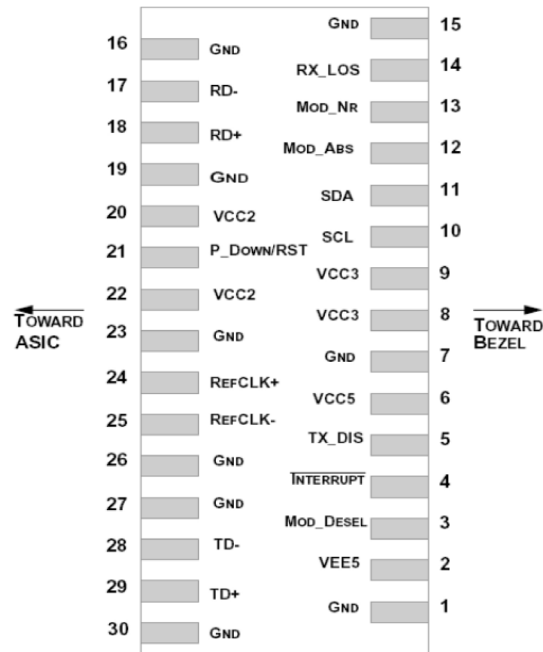 GND 15
16 GND
RX_LOS 14
17 RD-
MOD_NR 13
18 RD+
MOD_ABS 12
19 GND
SDA 11
20 VCC2
SCL 10
21 P_DOWN/RST
VCC3 9
22 VCC2
VCC3 8
TOWARD
ASIC
TOWARD
BEZEL
23 GND
GND 7
24 REFCLK+
VCC5 6
25 REFCLK-
TX_DIS 5
26 GND
INTERRUPT 4
27 GND
MOD_DESEL 3
28 TD-
VEE5 2
29 TD+
GND 1
30 GND